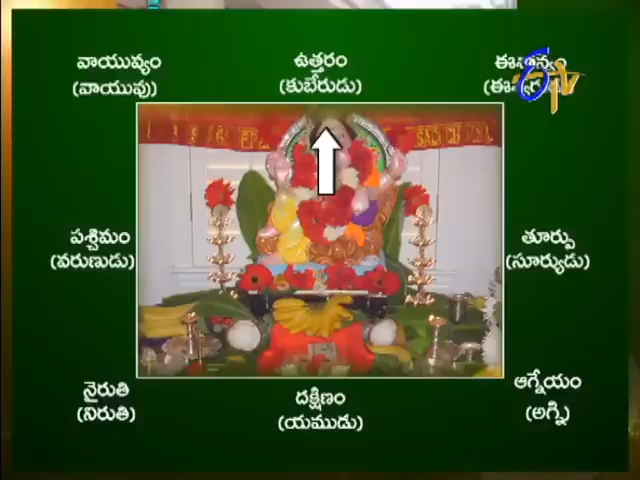 వాయువ్యం
(వాయువు)
ఉత్తరం
(కుబేరుడు)
పశ్చిమం
(వరుణుడు)
తూర్పు
(సూర్యుడు)
నైరుతి
(నిరుతి)
దక్షిణం
(యముడు)
ఆగ్నేయం
(అగ్ని)